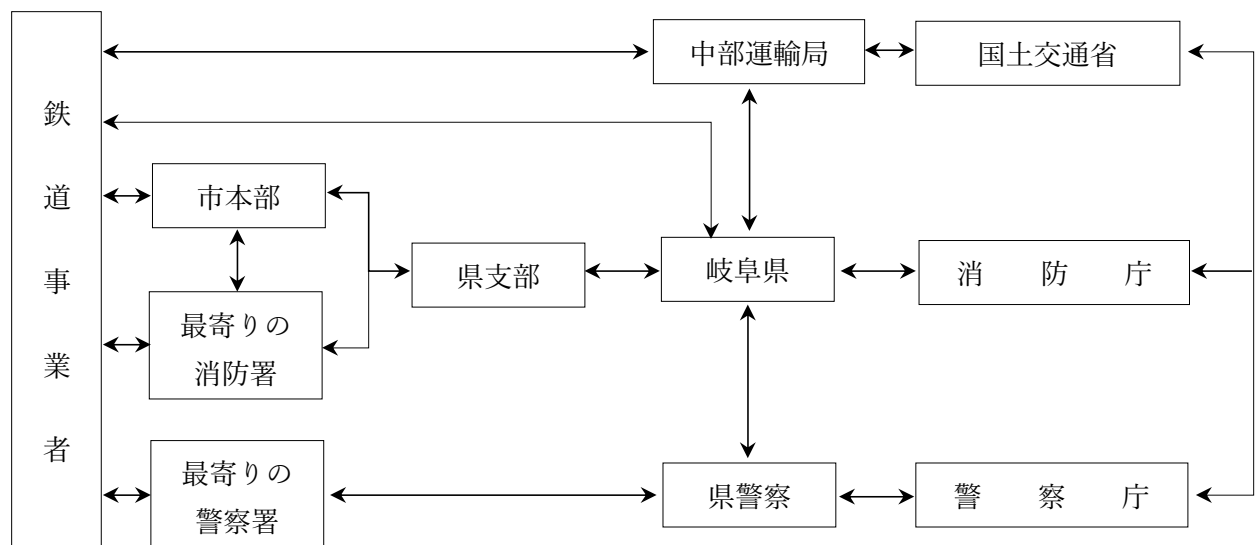 鉄道事業者
中部運輸局
国土交通省
市本部
県支部
岐阜県
消防庁
最寄りの
消防署
最寄りの
警察署
県警察
警察庁